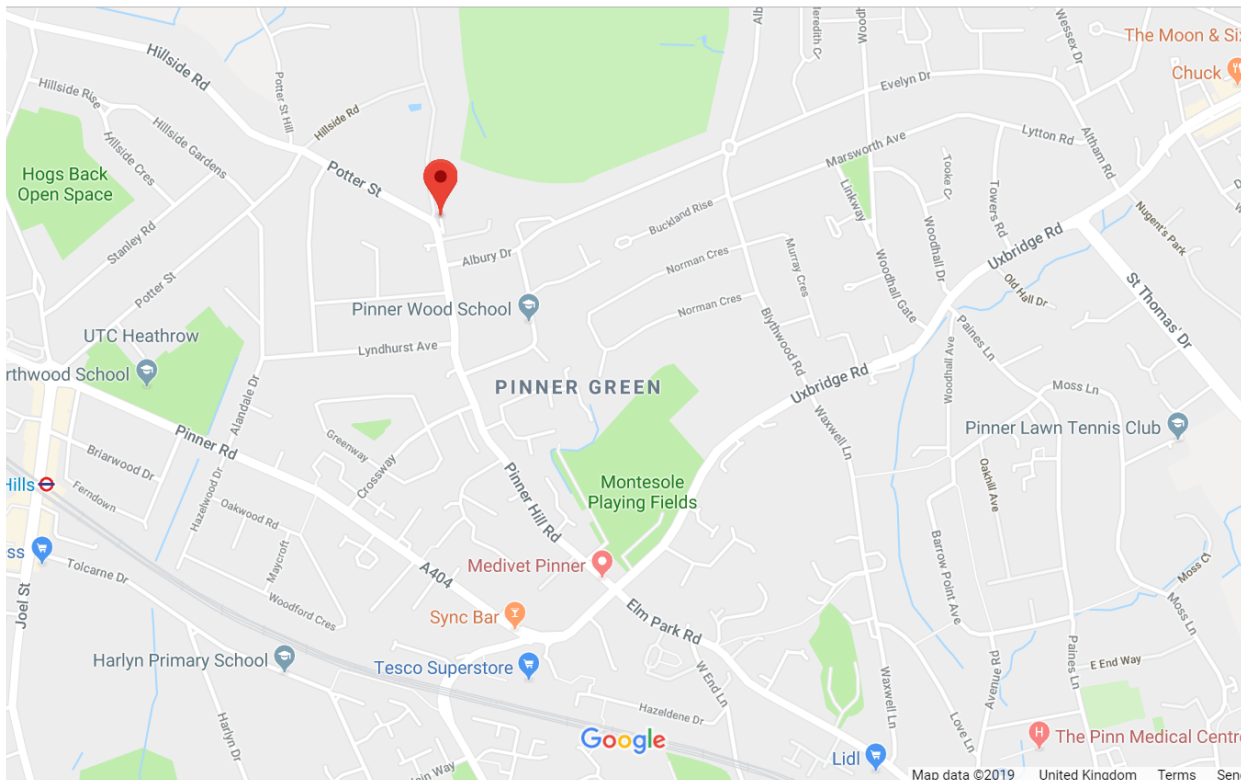 The Moon & Six
Chuck
Hillside Rd
Potter St Hill
Hillside Rd
Hillside Rise
Hillside Gardens
Hillside Cres
Hogs Back
Open Space
Potter St
Stanley Rd
Potter St
Albury Dr
Buckland Rise
Evelyn Dr
Wessex Dr
Marsworth Ave
Lytton Rd
Altham Rd
Linkway
Tooke Cl
Towers Rd
Woodhall Dr
Woodhall Gate
Nugent's Park
Uxbridge Rd
Old Hall Dr
St Thomas' Dr
Norman Cres
Murray Cres
Norman Cres
Pinner Wood School
Blythwood Rd
UTC Heathrow
rthwood School
Lyndhurst Ave
PINNER GREEN
Uxbridge Rd
Paines Ln
Woodhall Ave
Moss Ln
Alandale Dr
Pinner Rd
Greenway
Crossway
Waxwell Ln
Pinner Lawn Tennis Club
Briarwood Dr
Hills
Ferndown
Hazelwood Dr
Oakwood Rd
Pinner Hill Rd
Montesole
Playing Fields
Oakhill Ave
ss
Tolcarne Dr
Maycroft
Woodford Cres
A404
Medivet Pinner
Barrow Point Ave
Joel St
Sync Bar
Elm Park Rd
Moss Ln
Harlyn Primary School
Tesco Superstore
W End Ln
Waxwell Ln
Avenue Rd
Paines Ln
E End Way
Harlyn Dr
Hazeldene Dr
Love Ln
Google
Lidl
The Pinn Medical Centr
Map data ©2019 United Kingdom Terms Sen